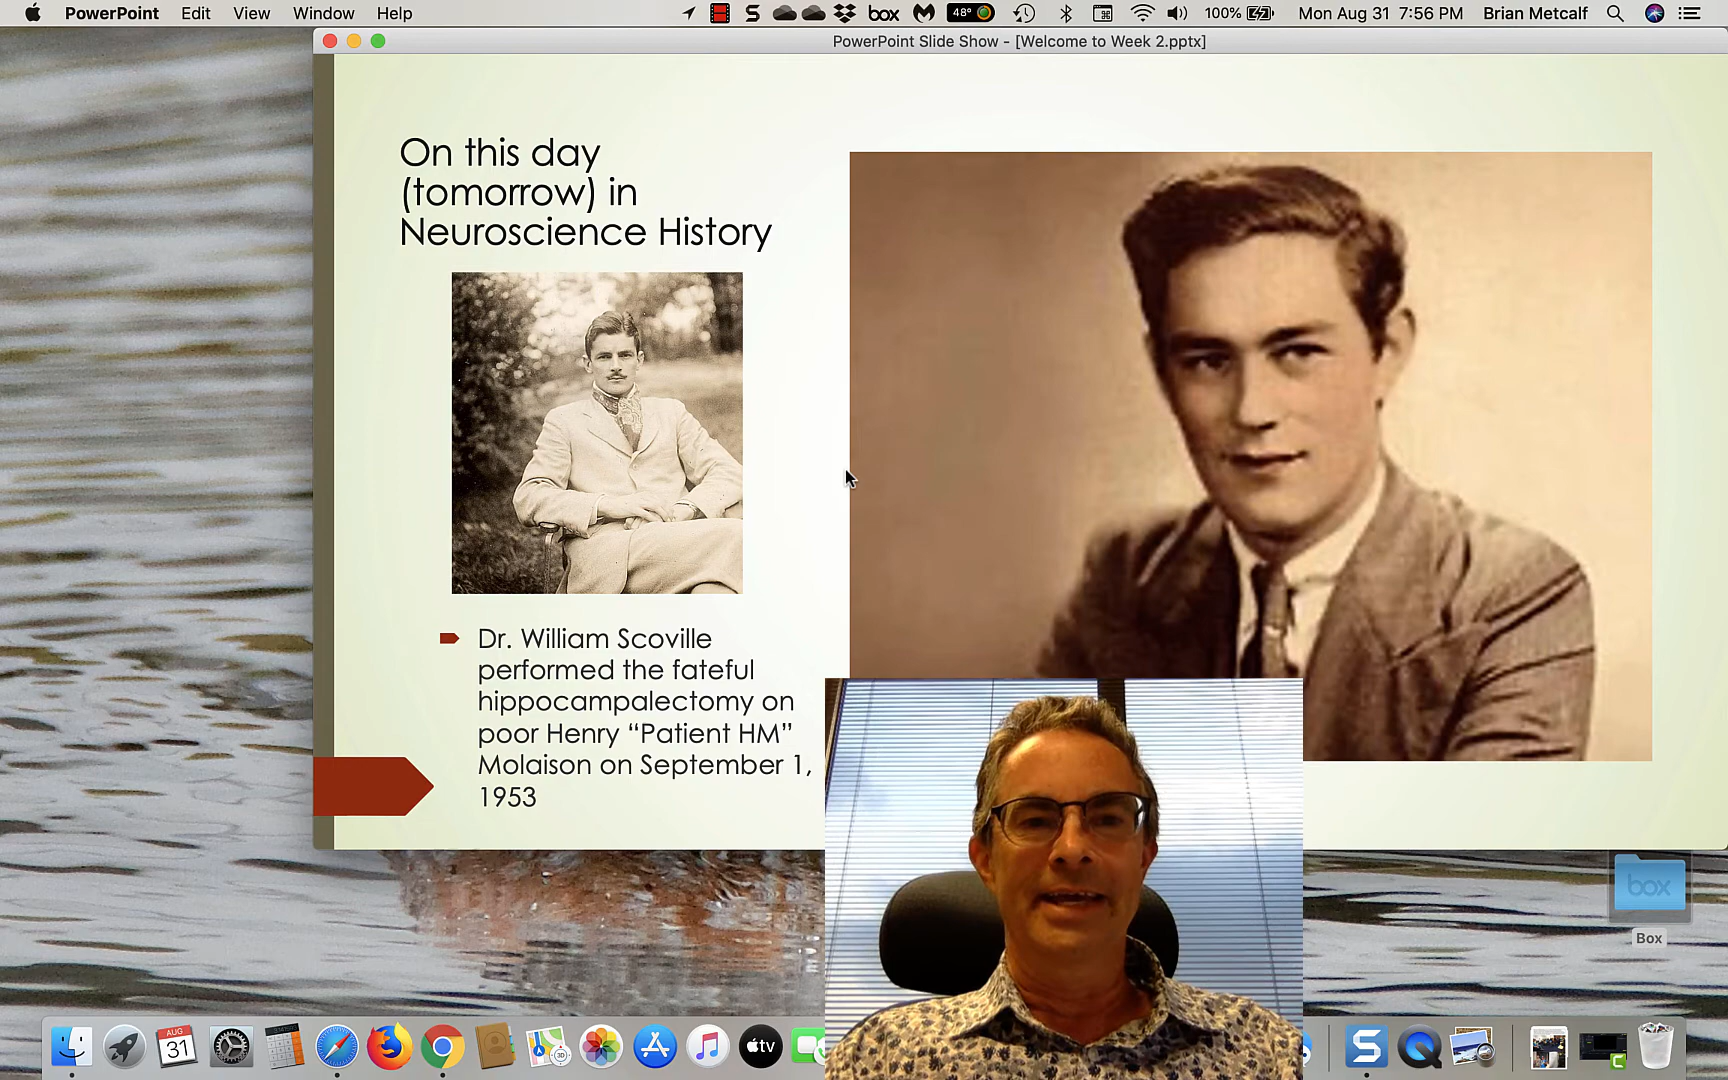 PowerPoint Edit View Window Help box 48° 100% Mon Aug 31 7:56 PM Brian Metcalf
PowerPoint Slide Show - [Welcome to Week 2.pptx]
On this day
(tomorrow) in
Neuroscience History
Dr. William Scoville
performed the fateful
hippocampalectomy on
poor Henry “Patient HM”
Molaison on September 1,
1953
box
Box
AUG
31
3D
tv